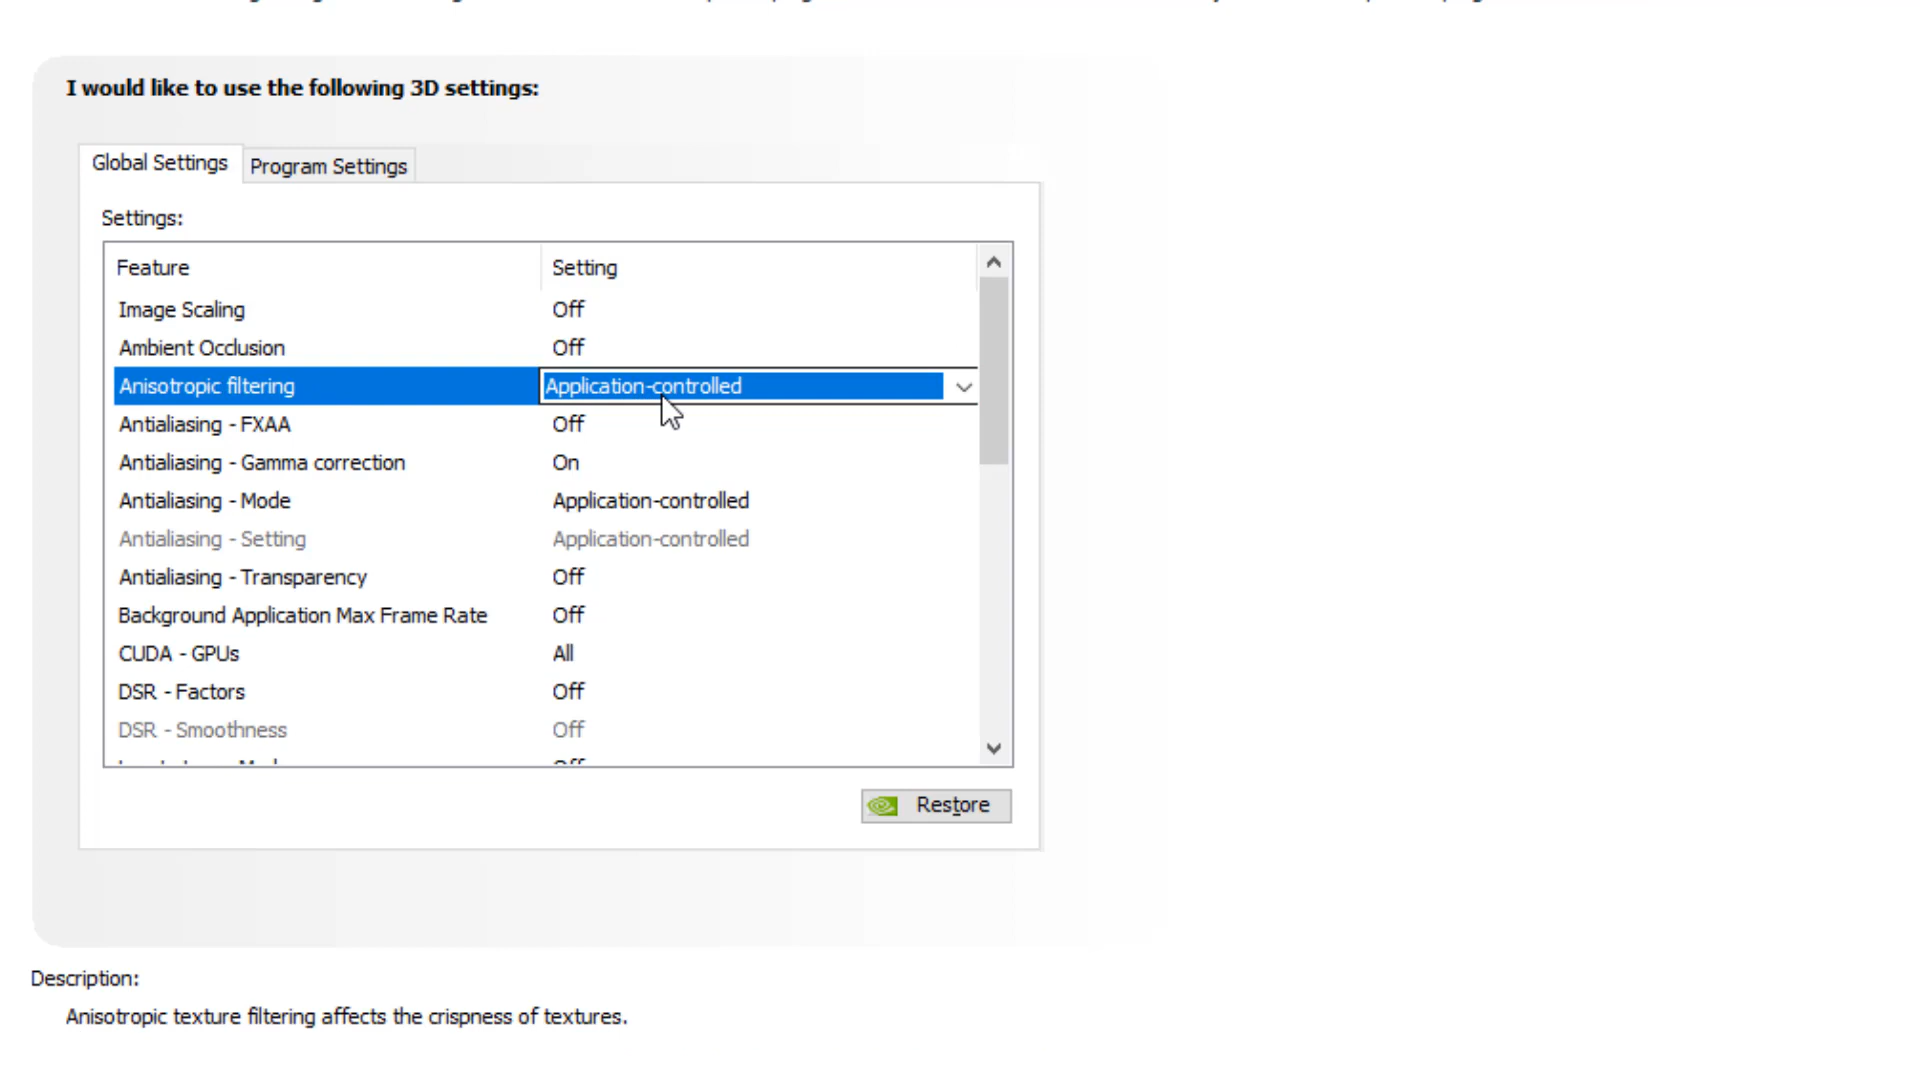 I would like to use the following 3D settings:
Global Settings Program Settings
Settings:
Feature Setting
Image Scaling Off
Ambient Occlusion Off
Anisotropic filtering Application-controlled
Antialiasing - FXAA Off
Antialiasing - Gamma correction On
Antialiasing - Mode Application-controlled
Antialiasing - Setting Application-controlled
Antialiasing - Transparency Off
Background Application Max Frame Rate Off
CUDA - GPUs All
DSR - Factors Off
DSR - Smoothness Off
Restore
Description:
Anisotropic texture filtering affects the crispness of textures.